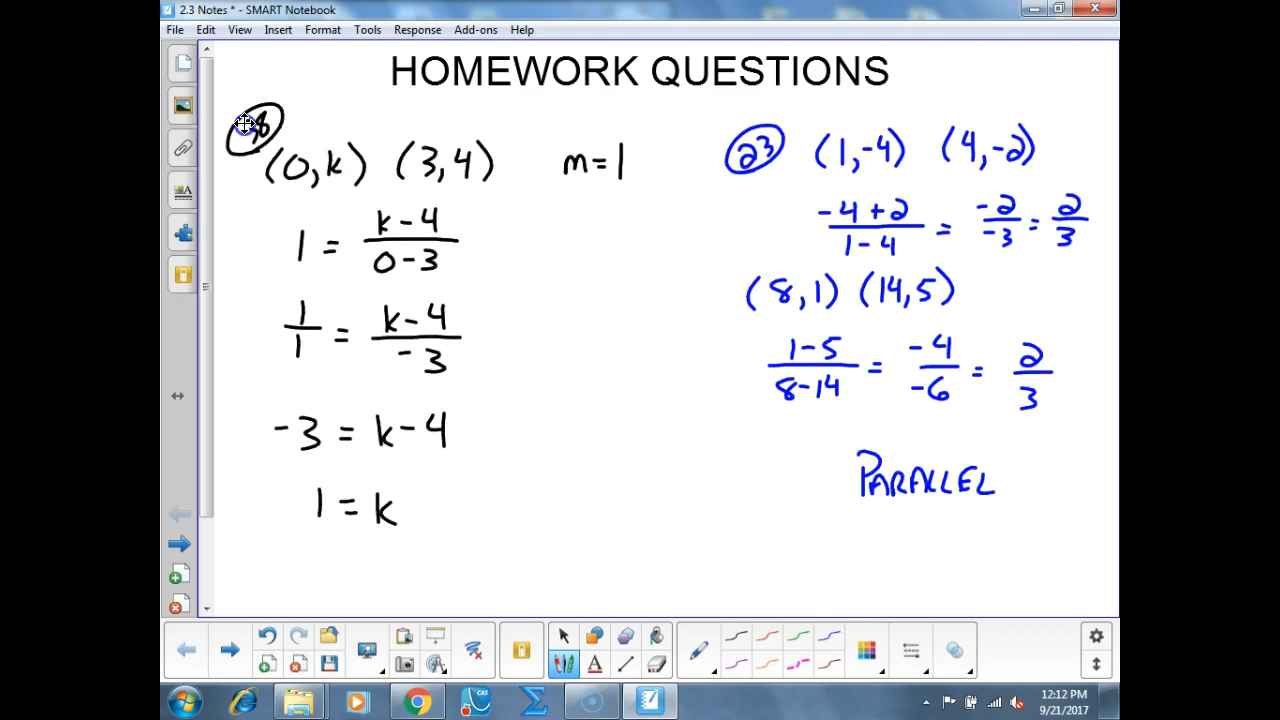 2.3 Notes * - SMART Notebook
File Edit View Insert Format Tools Response Add-ons Help
HOMEWORK QUESTIONS
(0,k) (3,4) m=1
1 = k-4/0-3
1/1 = k-4/-3
-3 = k-4
1 = k
23 (1,-4) (4,-2)
-4+2/1-4 = -2/-3 = 2/3
(8,1) (14,5)
1-5/8-14 = -4/-6 = 2/3
PARALLEL
A
CAS
12:12 PM
9/21/2017